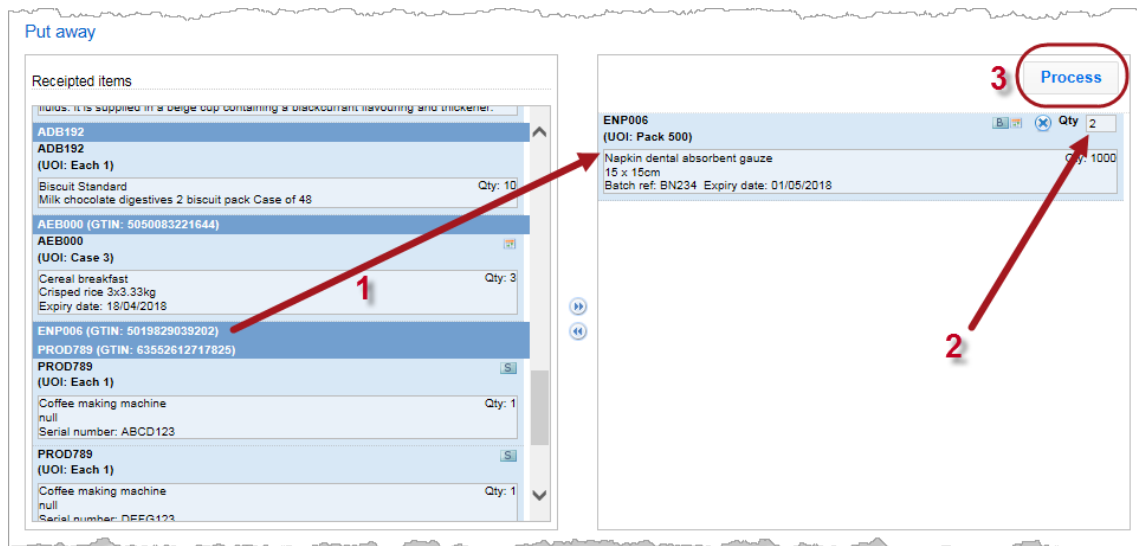 Put away
Receipted items
fluids. It is supplied in a beige cup containing a blackcurrant flavouring and thickener.
ADB192
ADB192
(UOI: Each 1)
Biscuit Standard Qty: 10
Milk chocolate digestives 2 biscuit pack Case of 48
AEB000 (GTIN: 5050083221644)
AEB000
(UOI: Case 3)
Cereal breakfast Qty: 3
Crisped rice 3x3.33kg
Expiry date: 18/04/2018
ENP006 (GTIN: 5019829039202)
PROD789 (GTIN: 63552612717825)
PROD789 S
(UOI: Each 1)
Coffee making machine Qty: 1
null
Serial number: ABCD123
PROD789 S
(UOI: Each 1)
Coffee making machine Qty: 1
null
Serial number: DEFG123
1
3 Process
ENP006 B Qty 2
(UOI: Pack 500)
Napkin dental absorbent gauze Qty: 1000
15 x 15cm
Batch ref: BN234 Expiry date: 01/05/2018
2